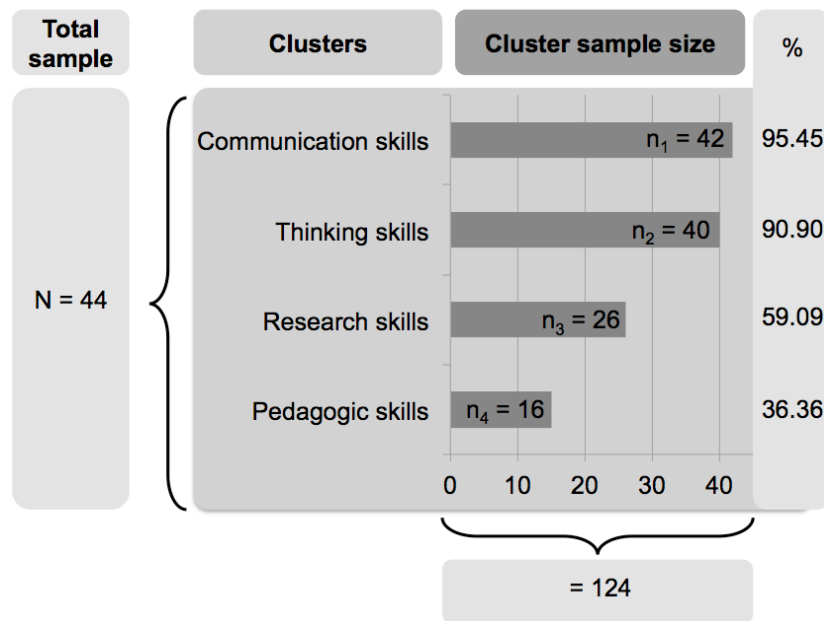 Total
sample
Clusters
Cluster sample size
%
N = 44
Communication skills
n₁ = 42
95.45
Thinking skills
n₂ = 40
90.90
Research skills
n₃ = 26
59.09
Pedagogic skills
n₄ = 16
36.36
0 10 20 30 40
= 124